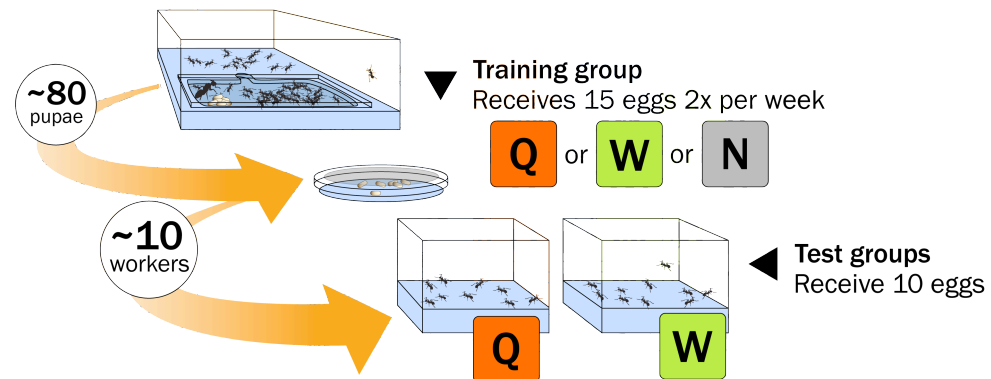 ~80
pupae
Training group
Receives 15 eggs 2x per week
Q or W or N
~10
workers
Test groups
Receive 10 eggs
Q
W